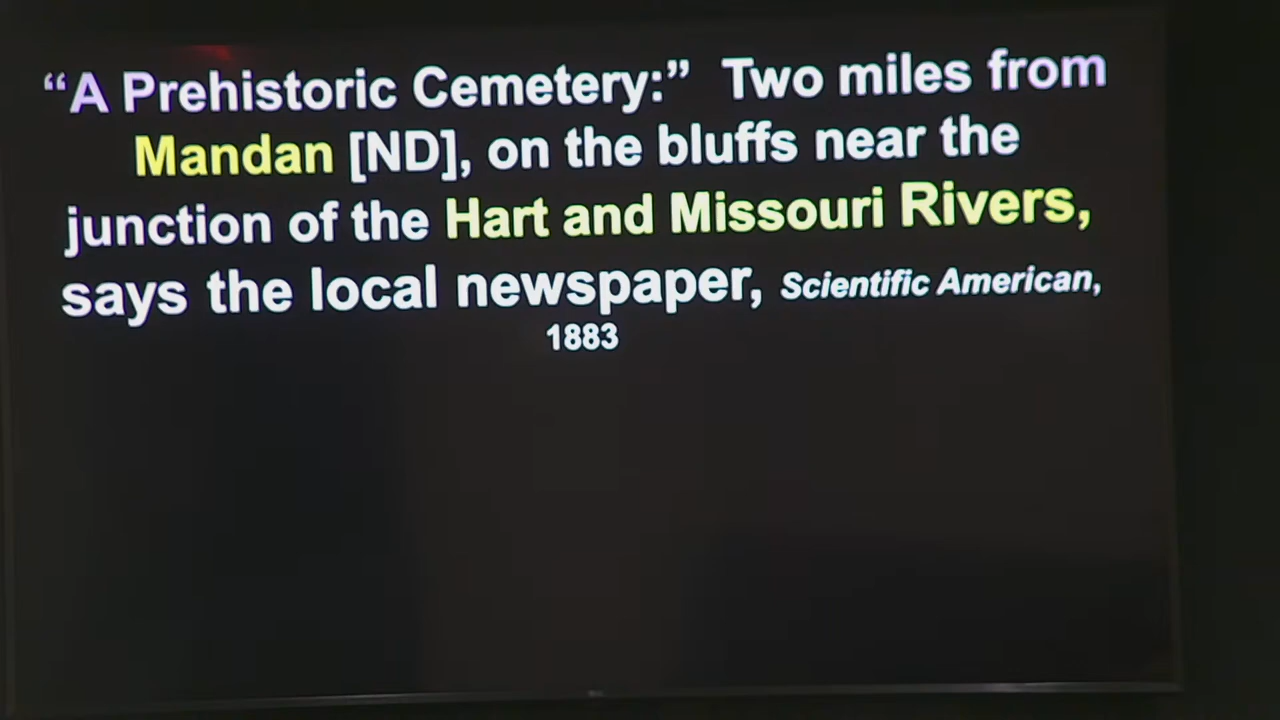 “A Prehistoric Cemetery:” Two miles from
Mandan [ND], on the bluffs near the
junction of the Hart and Missouri Rivers,
says the local newspaper, Scientific American,
1883